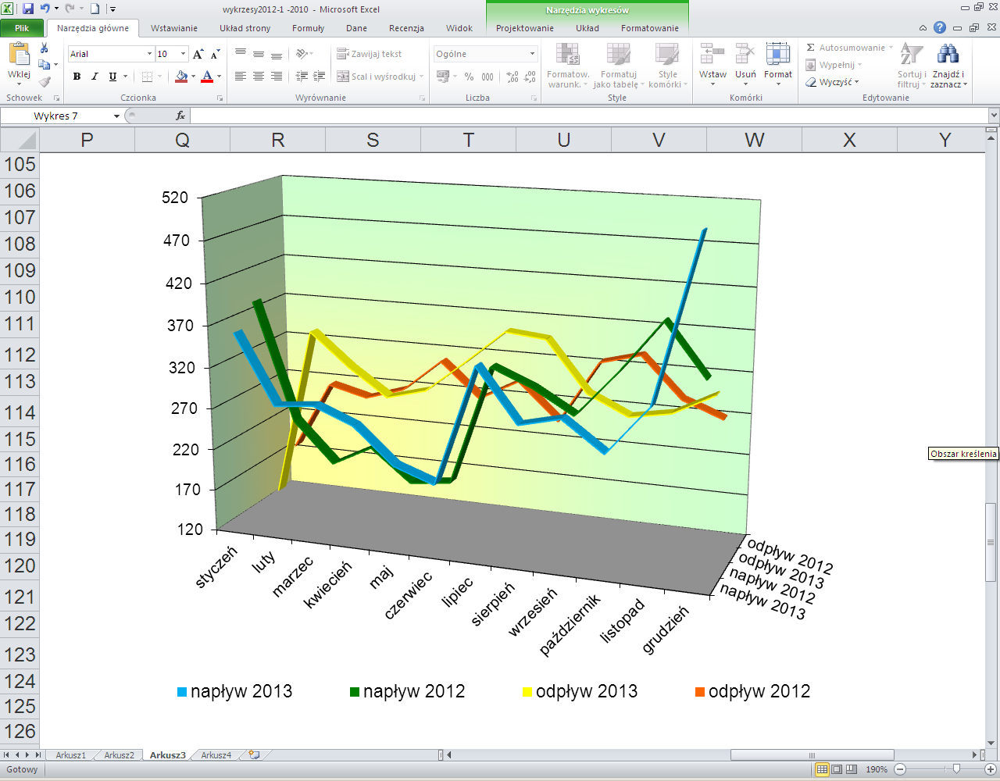 wykrzesy2012-1 -2010 - Microsoft Excel
Narzędzia wykresów
Plik Narzędzia główne Wstawianie Układ strony Formuły Dane Recenzja Widok Projektowanie Układ Formatowanie
Wklej
Arial 10
B I U A
Zawijaj tekst
Scal i wyśrodkuj
Ogólne
% 000
Formatow. warunk.
Formatuj jako tabelę
Style komórki
Wstaw Usuń Format
Σ Autosumowanie
Wypełnij
Wyczyść
Sortuj i filtruj
Znajdź i zaznacz
Schowek Czcionka Wyrównanie Liczba Style Komórki Edytowanie
Wykres 7 fx
P Q R S T U V W X Y
105
106
107
108
109
110
111
112
113
114
115
116
117
118
119
120
121
122
123
124
125
126
520
470
420
370
320
270
220
170
120
styczeń
luty
marzec
kwiecień
maj
czerwiec
lipiec
sierpień
wrzesień
październik
listopad
grudzień
odpływ 2012
odpływ 2013
napływ 2012
napływ 2013
Obszar kreślenia
napływ 2013 napływ 2012 odpływ 2013 odpływ 2012
Arkusz1 Arkusz2 Arkusz3 Arkusz4
Gotowy 190%